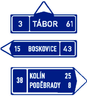 3 TÁBOR 61
15 BOSKOVICE 43
38 KOLÍN 25
PODĚBRADY 8